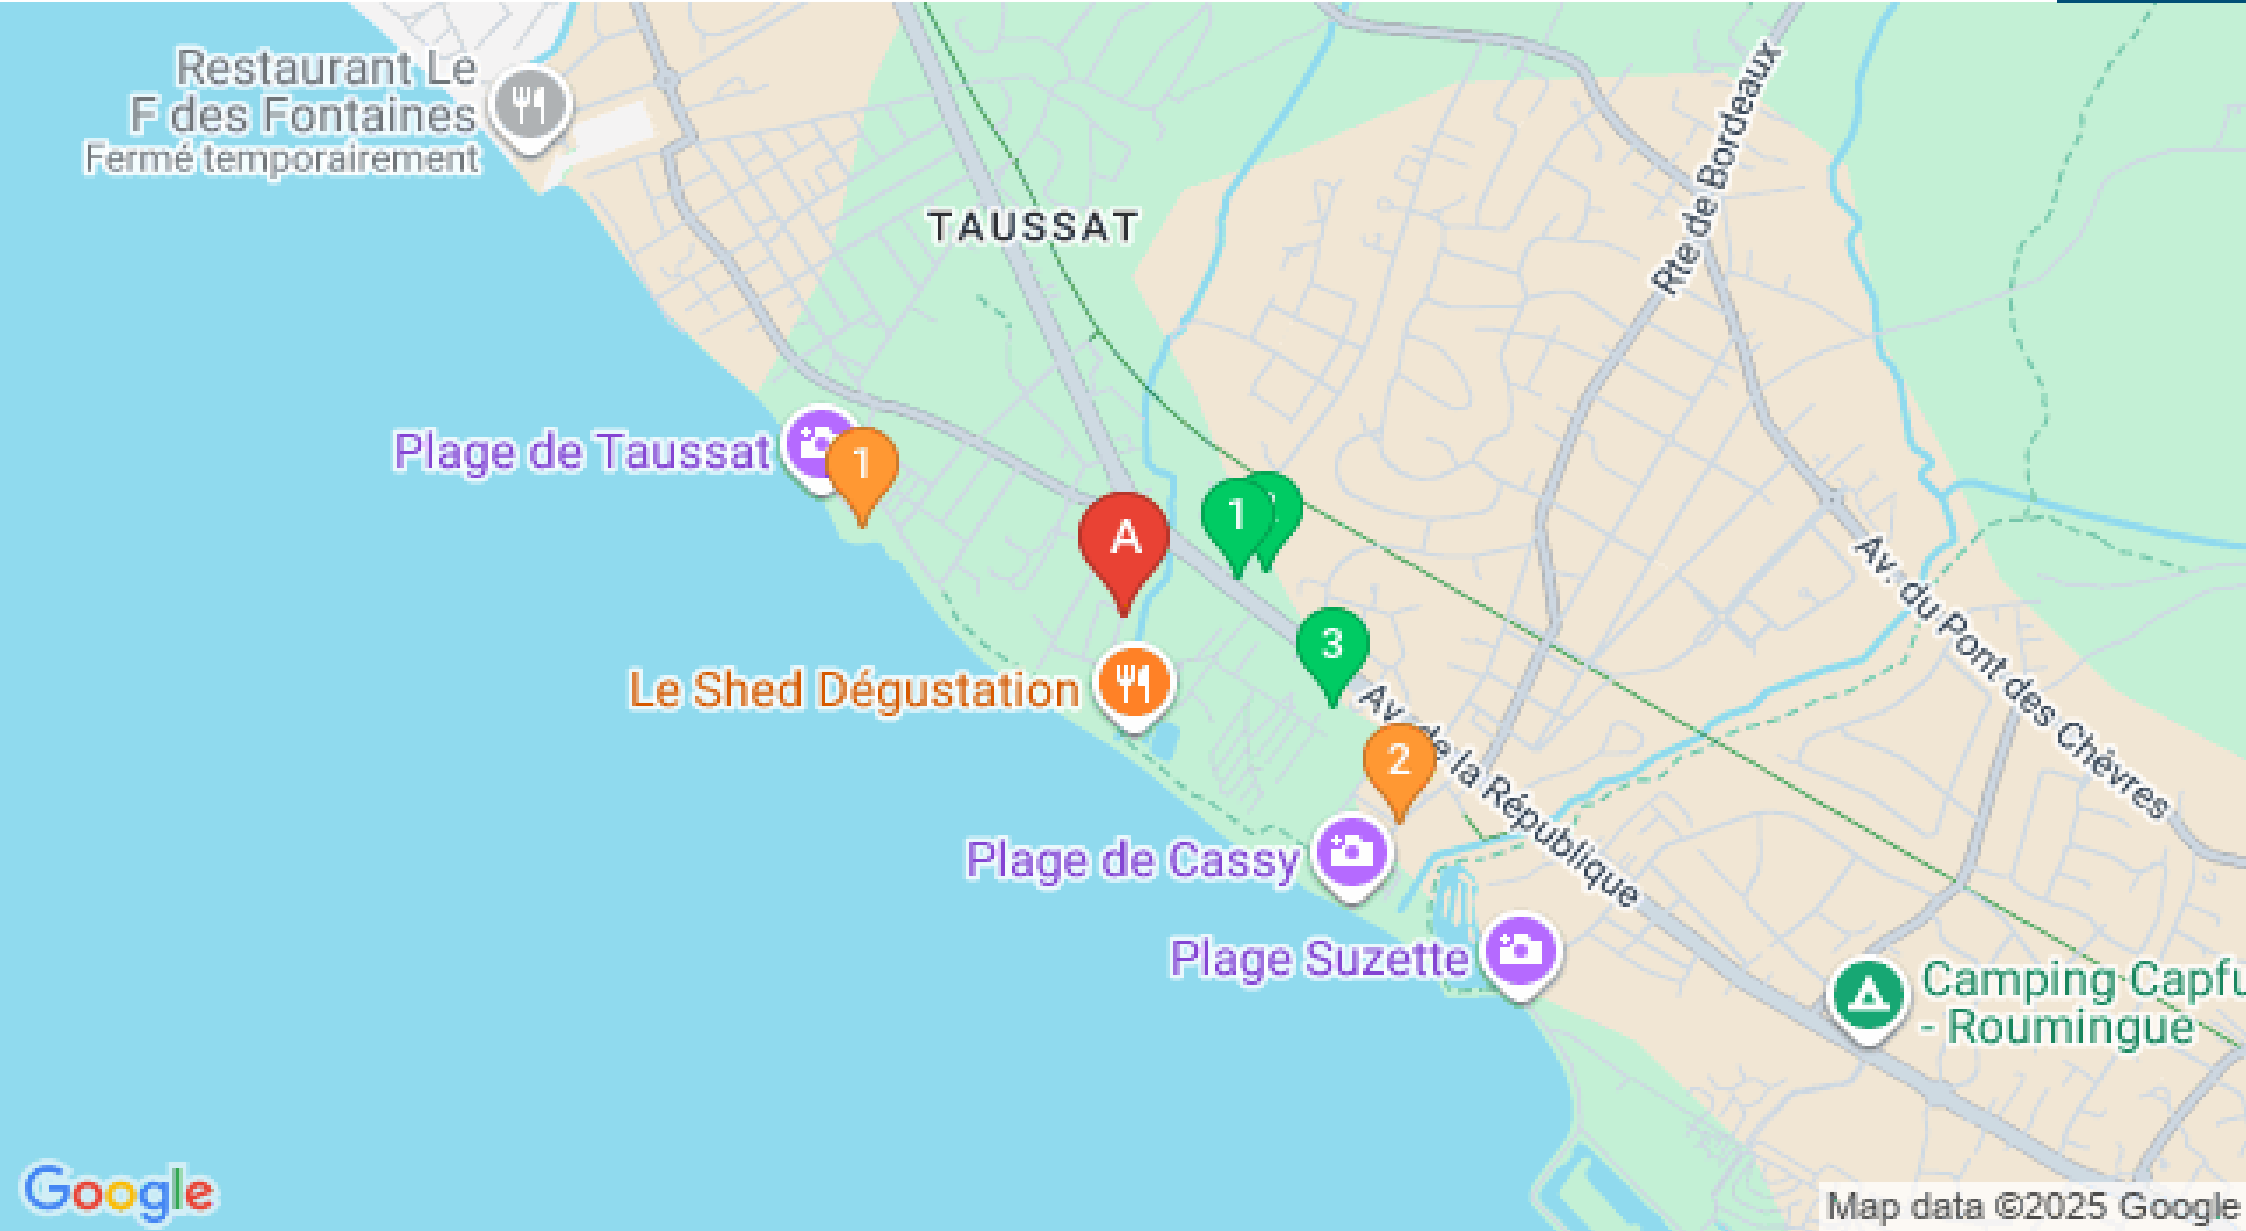 Restaurant Le
F des Fontaines
Fermé temporairement
TAUSSAT
Rte de Bordeaux
Plage de Taussat
1
A
1
3
Le Shed Dégustation
2
Av. de la République
Av. du Pont des Chèvres
Plage de Cassy
Plage Suzette
Camping Capfu
- Roumingue
Google
Map data ©2025 Google